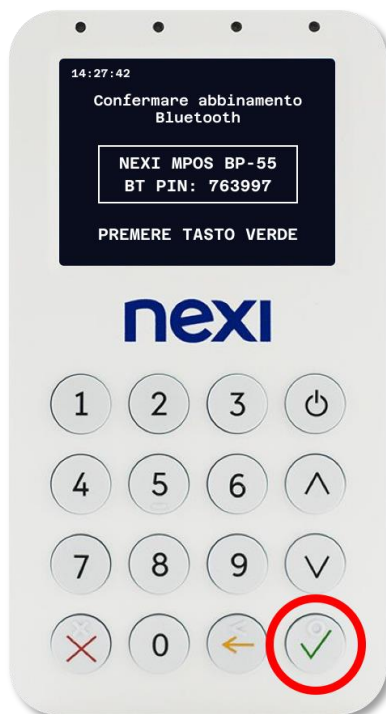 14:27:42
Confermare abbinamento
Bluetooth
NEXI MPOS BP-55
BT PIN: 763997
PREMERE TASTO VERDE
nexi
1 2 3
4 5 6
7 8 9
0